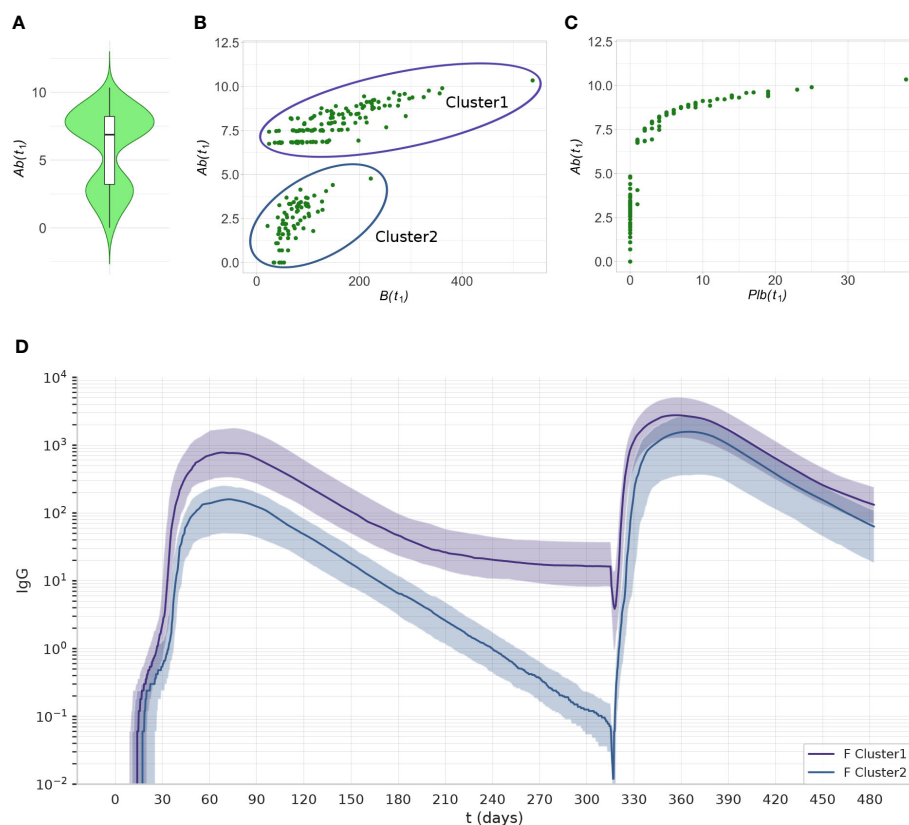 A
Ab(t1)
10
5
0
B
Ab(t1)
12.5
10.0
7.5
5.0
2.5
0.0
Cluster1
Cluster2
0 200 400
B(t1)
C
Ab(t1)
12.5
10.0
7.5
5.0
2.5
0.0
0 10 20 30
Plb(t1)
D
IgG
10^4
10^3
10^2
10^1
10^0
10^−1
10^−2
F Cluster1
F Cluster2
0 30 60 90 120 150 180 210 240 270 300 330 360 390 420 450 480
t (days)